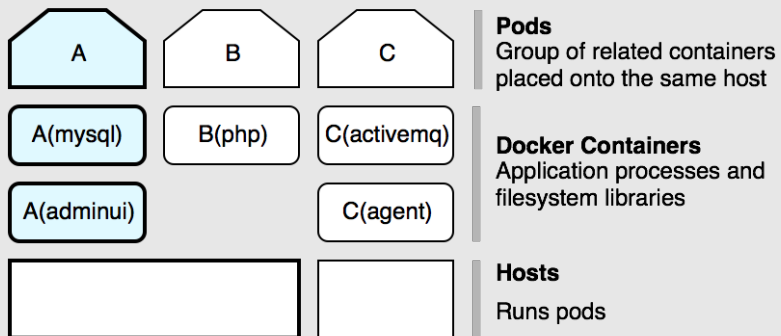 A
B
C
Pods
Group of related containers
placed onto the same host
A(mysql)
B(php)
C(activemq)
A(adminui)
C(agent)
Docker Containers
Application processes and
filesystem libraries
Hosts
Runs pods